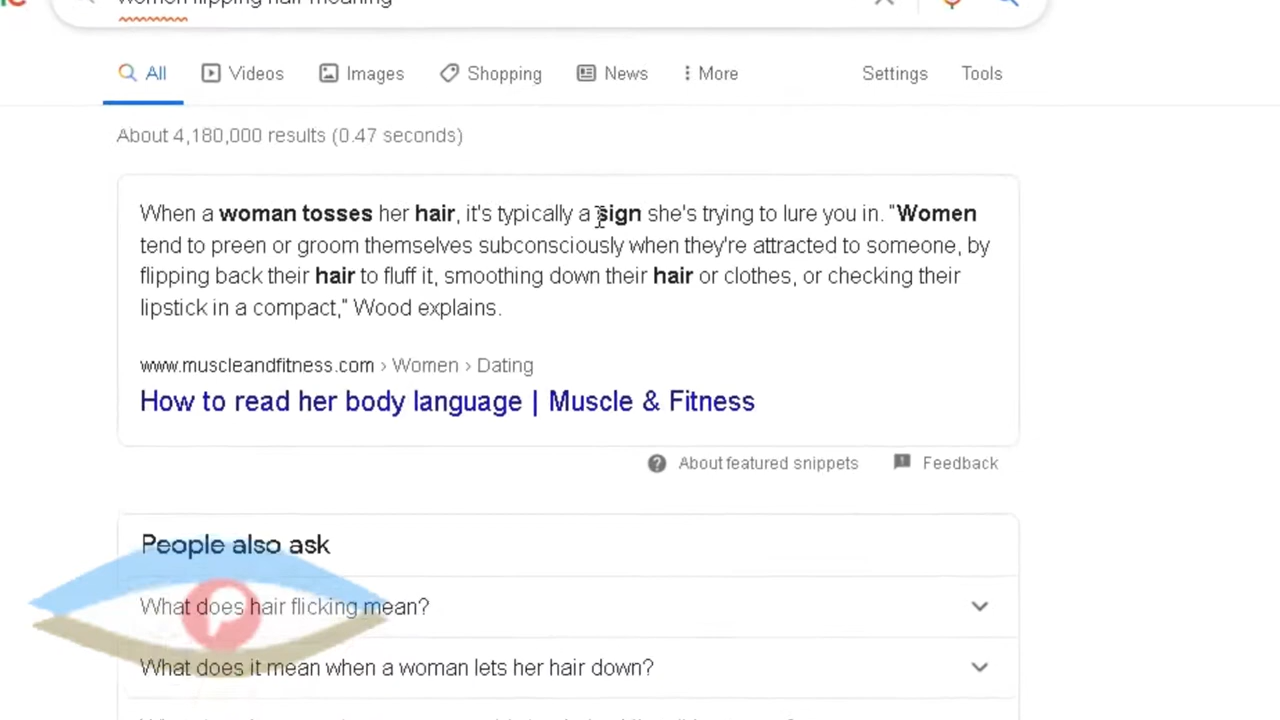 women flipping hair meaning
All Videos Images Shopping News More Settings Tools
About 4,180,000 results (0.47 seconds)
When a woman tosses her hair, it's typically a sign she's trying to lure you in. "Women
tend to preen or groom themselves subconsciously when they're attracted to someone, by
flipping back their hair to fluff it, smoothing down their hair or clothes, or checking their
lipstick in a compact," Wood explains.
www.muscleandfitness.com › Women › Dating
How to read her body language | Muscle & Fitness
About featured snippets Feedback
People also ask
What does hair flicking mean?
P
What does it mean when a woman lets her hair down?